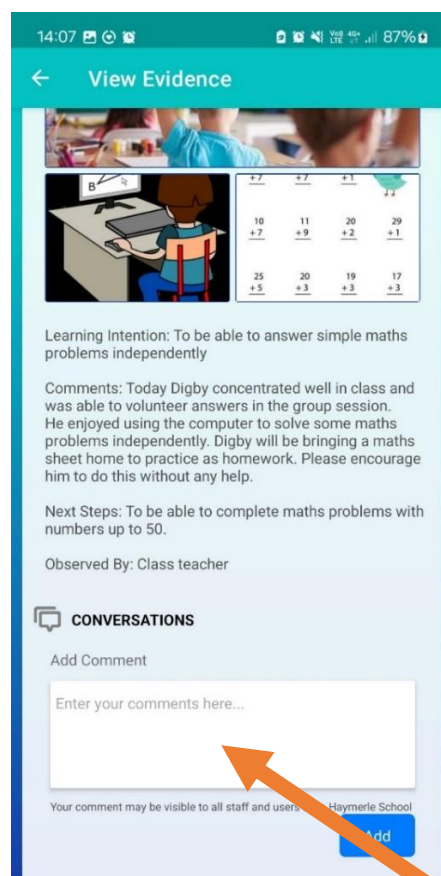 14:07 87%
Vo)) 4G+
LTE
← View Evidence
B
+7 +7 +1
10 11 20 29
+7 +9 +2 +1
25 20 19 17
+5 +3 +3 +3
Learning Intention: To be able to answer simple maths
problems independently
Comments: Today Digby concentrated well in class and
was able to volunteer answers in the group session.
He enjoyed using the computer to solve some maths
problems independently. Digby will be bringing a maths
sheet home to practice as homework. Please encourage
him to do this without any help.
Next Steps: To be able to complete maths problems with
numbers up to 50.
Observed By: Class teacher
CONVERSATIONS
Add Comment
Enter your comments here...
Your comment may be visible to all staff and users Haymerle School
Add